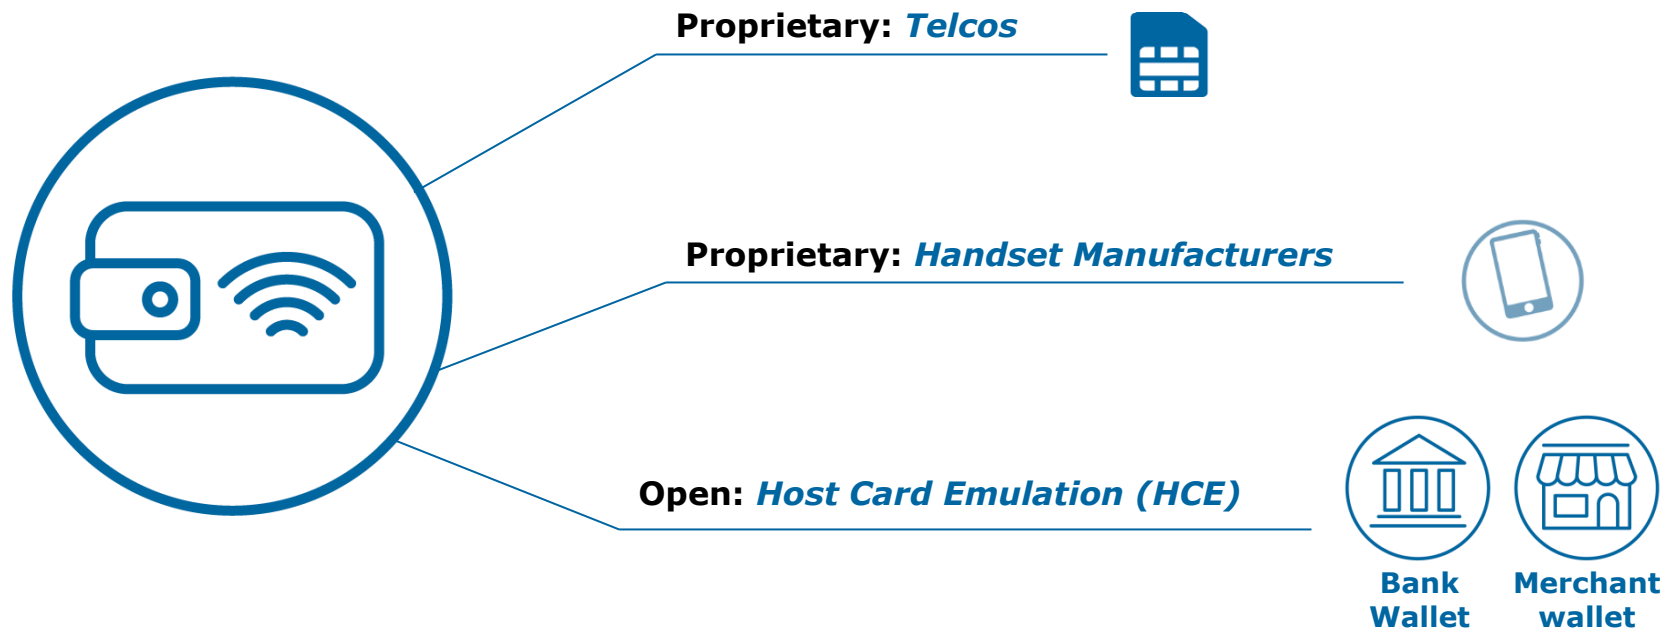 Proprietary: Telcos
Proprietary: Handset Manufacturers
Open: Host Card Emulation (HCE)
Bank
Wallet
Merchant
wallet